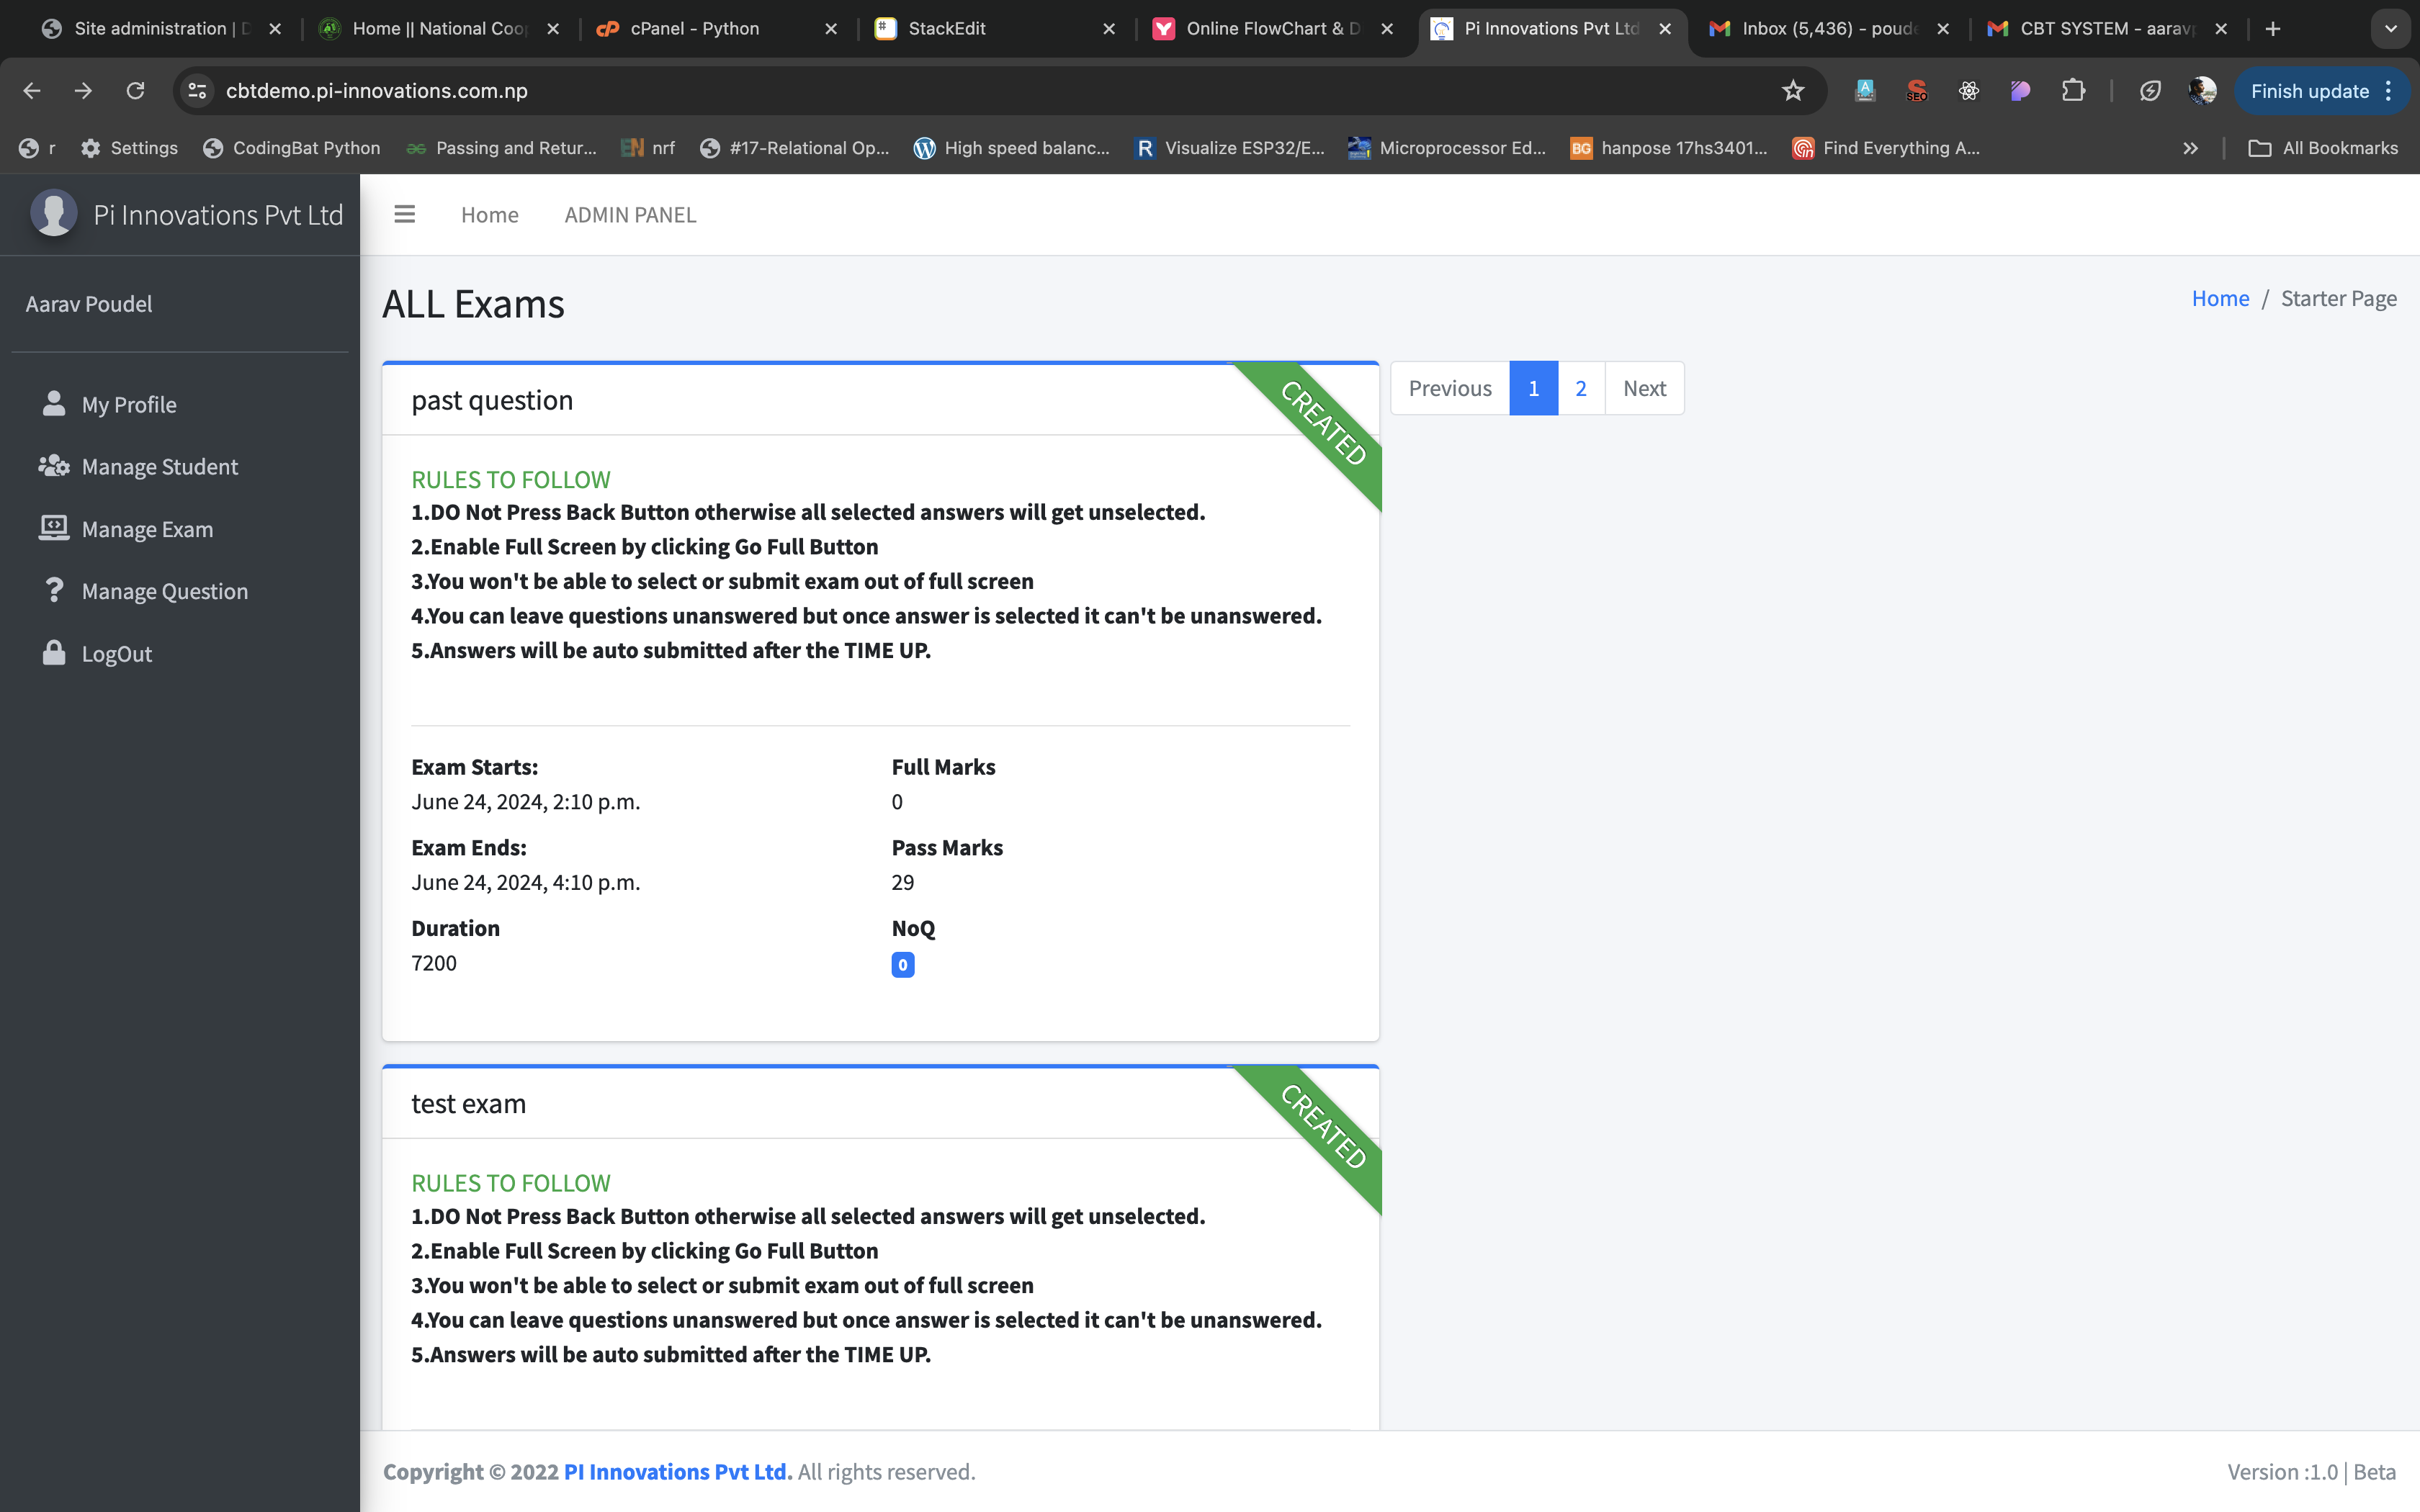 Site administration | D
Home || National Coo
cPanel - Python
StackEdit
Online FlowChart & D
Pi Innovations Pvt Ltd
Inbox (5,436) - poude
CBT SYSTEM - aaravp
cbtdemo.pi-innovations.com.np
Finish update
r
Settings
CodingBat Python
Passing and Retur...
nrf
#17-Relational Op...
High speed balanc...
Visualize ESP32/E...
Microprocessor Ed...
hanpose 17hs3401...
Find Everything A...
All Bookmarks
Pi Innovations Pvt Ltd
Home
ADMIN PANEL
Aarav Poudel
My Profile
Manage Student
Manage Exam
Manage Question
LogOut
ALL Exams
Home / Starter Page
past question
CREATED
Previous 1 2 Next
RULES TO FOLLOW
1.DO Not Press Back Button otherwise all selected answers will get unselected.
2.Enable Full Screen by clicking Go Full Button
3.You won't be able to select or submit exam out of full screen
4.You can leave questions unanswered but once answer is selected it can't be unanswered.
5.Answers will be auto submitted after the TIME UP.
Exam Starts:
June 24, 2024, 2:10 p.m.
Full Marks
0
Exam Ends:
June 24, 2024, 4:10 p.m.
Pass Marks
29
Duration
7200
NoQ
0
test exam
CREATED
RULES TO FOLLOW
1.DO Not Press Back Button otherwise all selected answers will get unselected.
2.Enable Full Screen by clicking Go Full Button
3.You won't be able to select or submit exam out of full screen
4.You can leave questions unanswered but once answer is selected it can't be unanswered.
5.Answers will be auto submitted after the TIME UP.
Copyright © 2022 PI Innovations Pvt Ltd. All rights reserved.
Version :1.0 | Beta